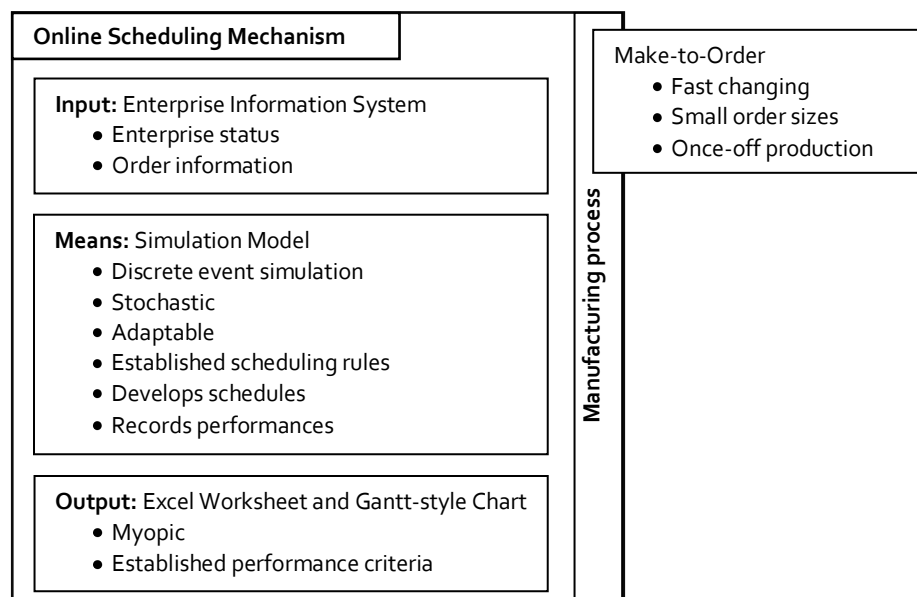 Online Scheduling Mechanism
Input: Enterprise Information System
• Enterprise status
• Order information
Means: Simulation Model
• Discrete event simulation
• Stochastic
• Adaptable
• Established scheduling rules
• Develops schedules
• Records performances
Output: Excel Worksheet and Gantt-style Chart
• Myopic
• Established performance criteria
Manufacturing process
Make-to-Order
• Fast changing
• Small order sizes
• Once-off production